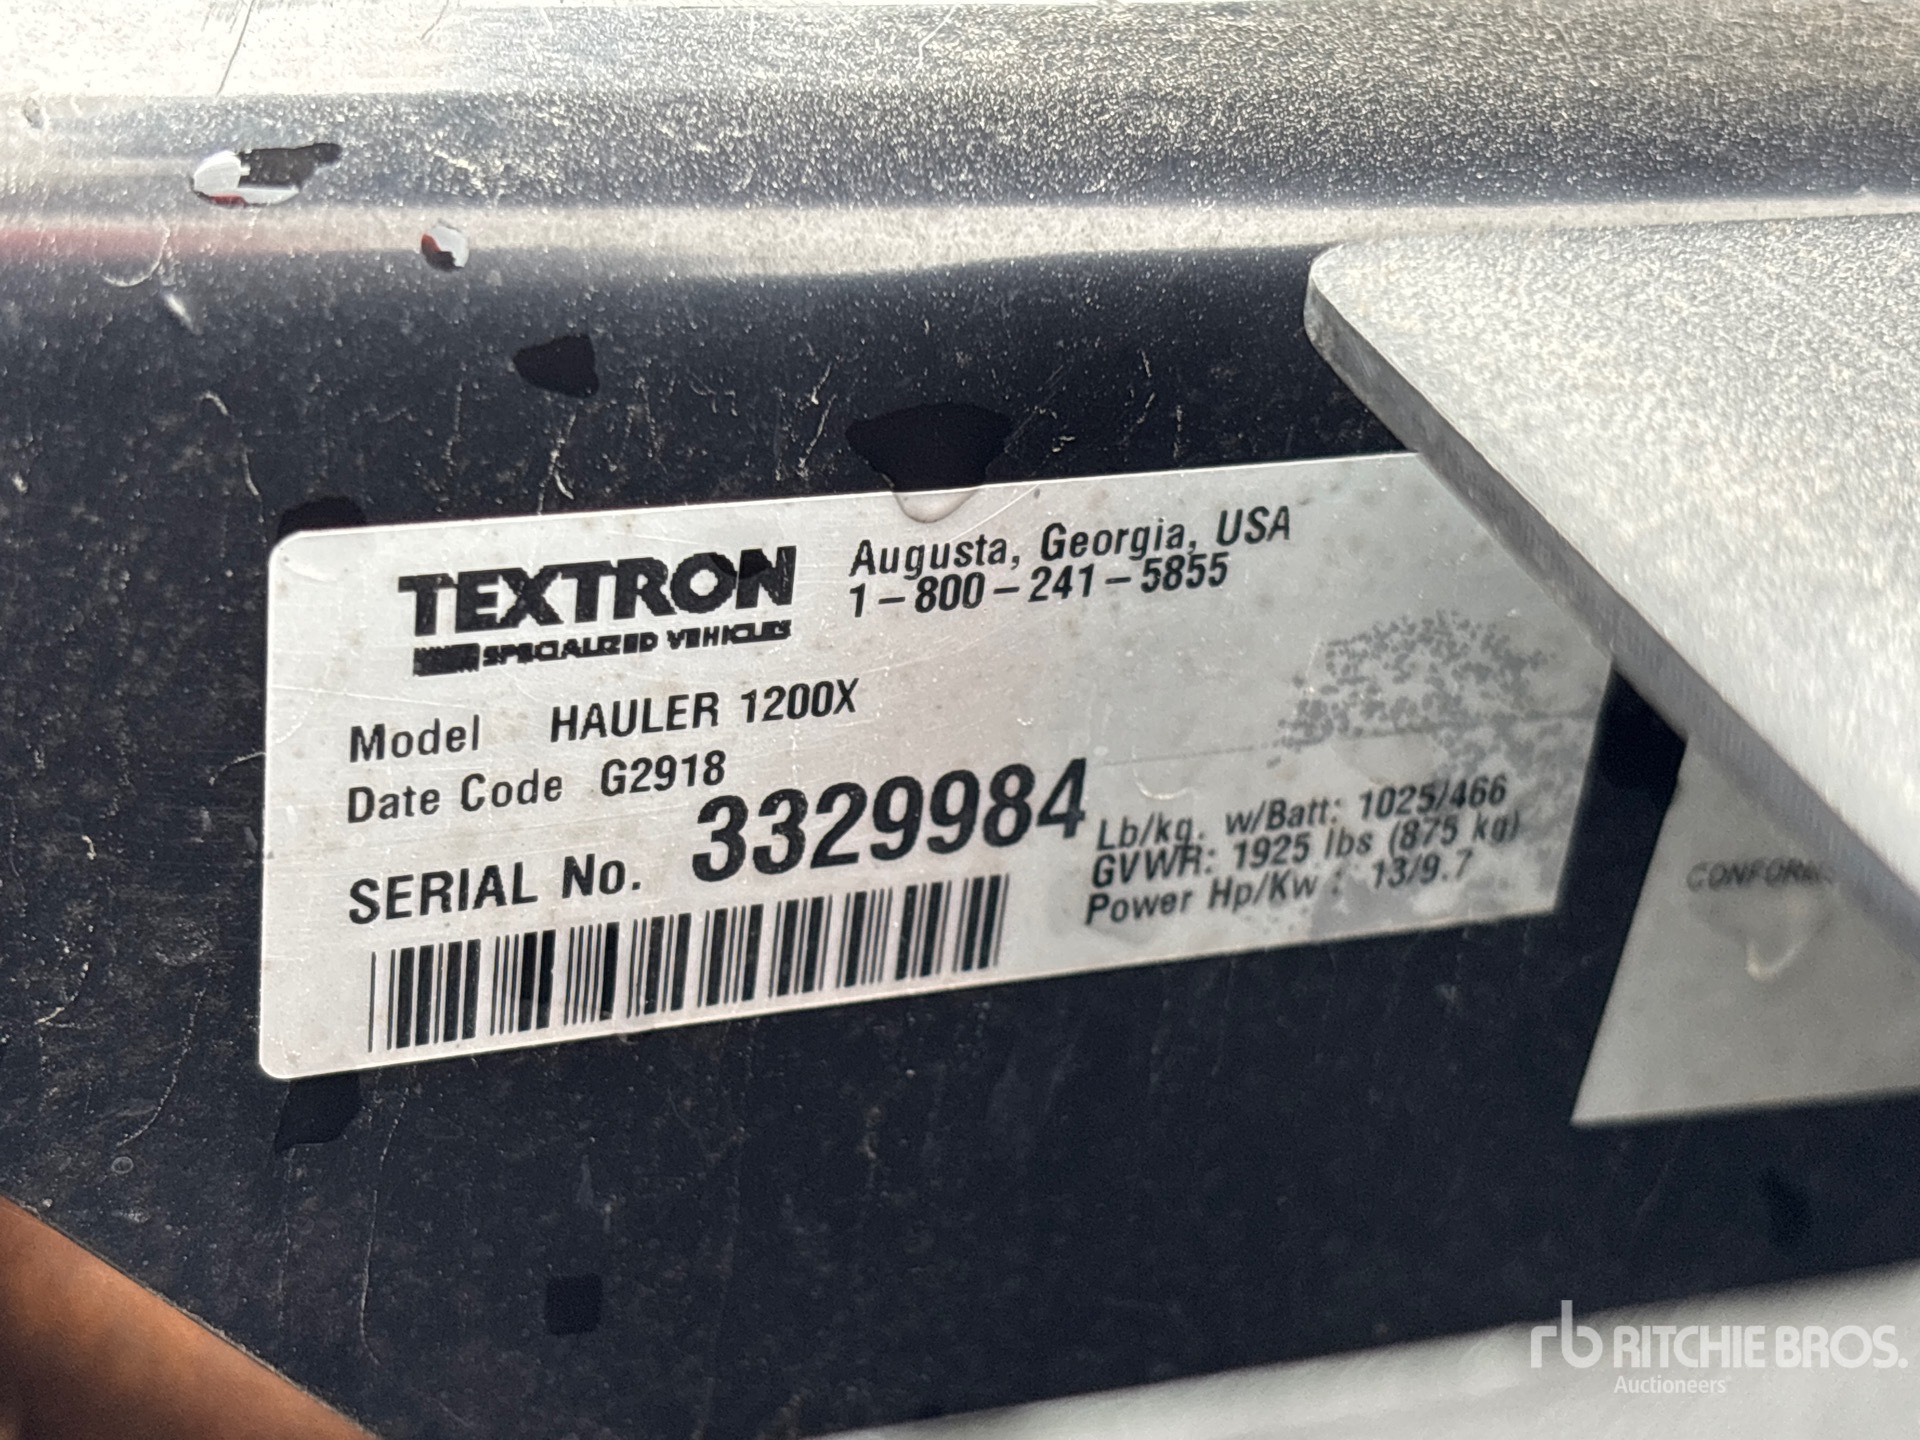 TEXTRON
SPECIALIZED VEHICLES
Augusta, Georgia, USA
1-800-241-5855
Model HAULER 1200X
Date Code G2918
SERIAL No. 3329984
Lb/kg. w/Batt: 1025/466
GVWR: 1925 lbs (875 kg)
Power Hp/Kw : 13/9.7
rb RITCHIE BROS.
Auctioneers